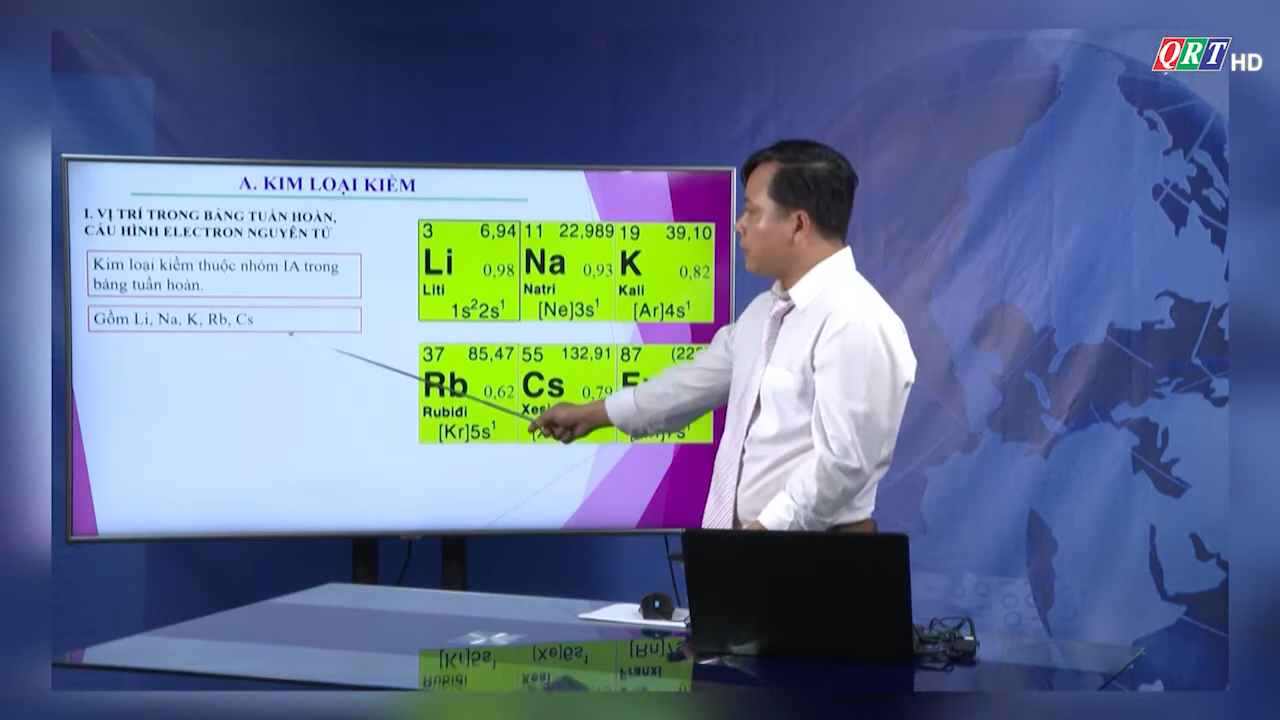 QRT HD
A. KIM LOẠI KIỀM
I. VỊ TRÍ TRONG BẢNG TUẦN HOÀN,
CẤU HÌNH ELECTRON NGUYÊN TỬ
Kim loại kiềm thuộc nhóm IA trong
bảng tuần hoàn.
Gồm Li, Na, K, Rb, Cs
3 6,94 11 22,989 19 39,10
Li 0,98 Na 0,93 K 0,82
Liti Natri Kali
1s²2s¹ [Ne]3s¹ [Ar]4s¹
37 85,47 55 132,91 87
Rb 0,62 Cs 0,79
Rubiđi
[Kr]5s¹